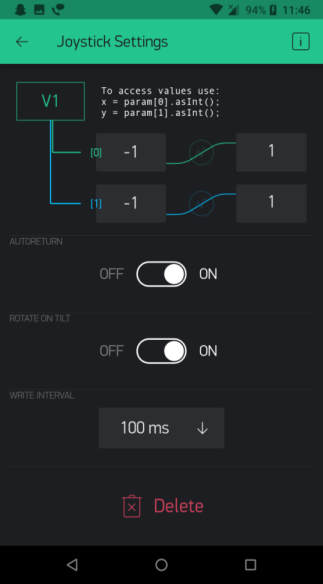 94% 11:46
Joystick Settings
i
V1
To access values use:
x = param[0].asInt();
y = param[1].asInt();
[0] -1 1
[1] -1 1
AUTORETURN
OFF ON
ROTATE ON TILT
OFF ON
WRITE INTERVAL
100 ms
Delete